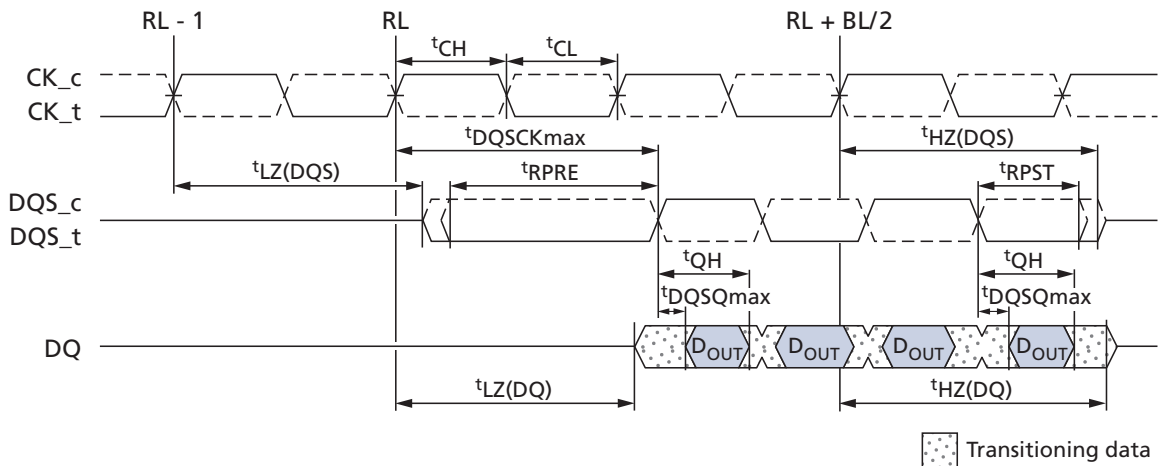 RL - 1 RL RL + BL/2
tCH tCL
CK_c
CK_t
tDQSCKmax tHZ(DQS)
tLZ(DQS) tRPRE tRPST
DQS_c
DQS_t
tQH tQH
tDQSQmax tDQSQmax
DQ DOUT DOUT DOUT DOUT
tLZ(DQ) tHZ(DQ)
Transitioning data